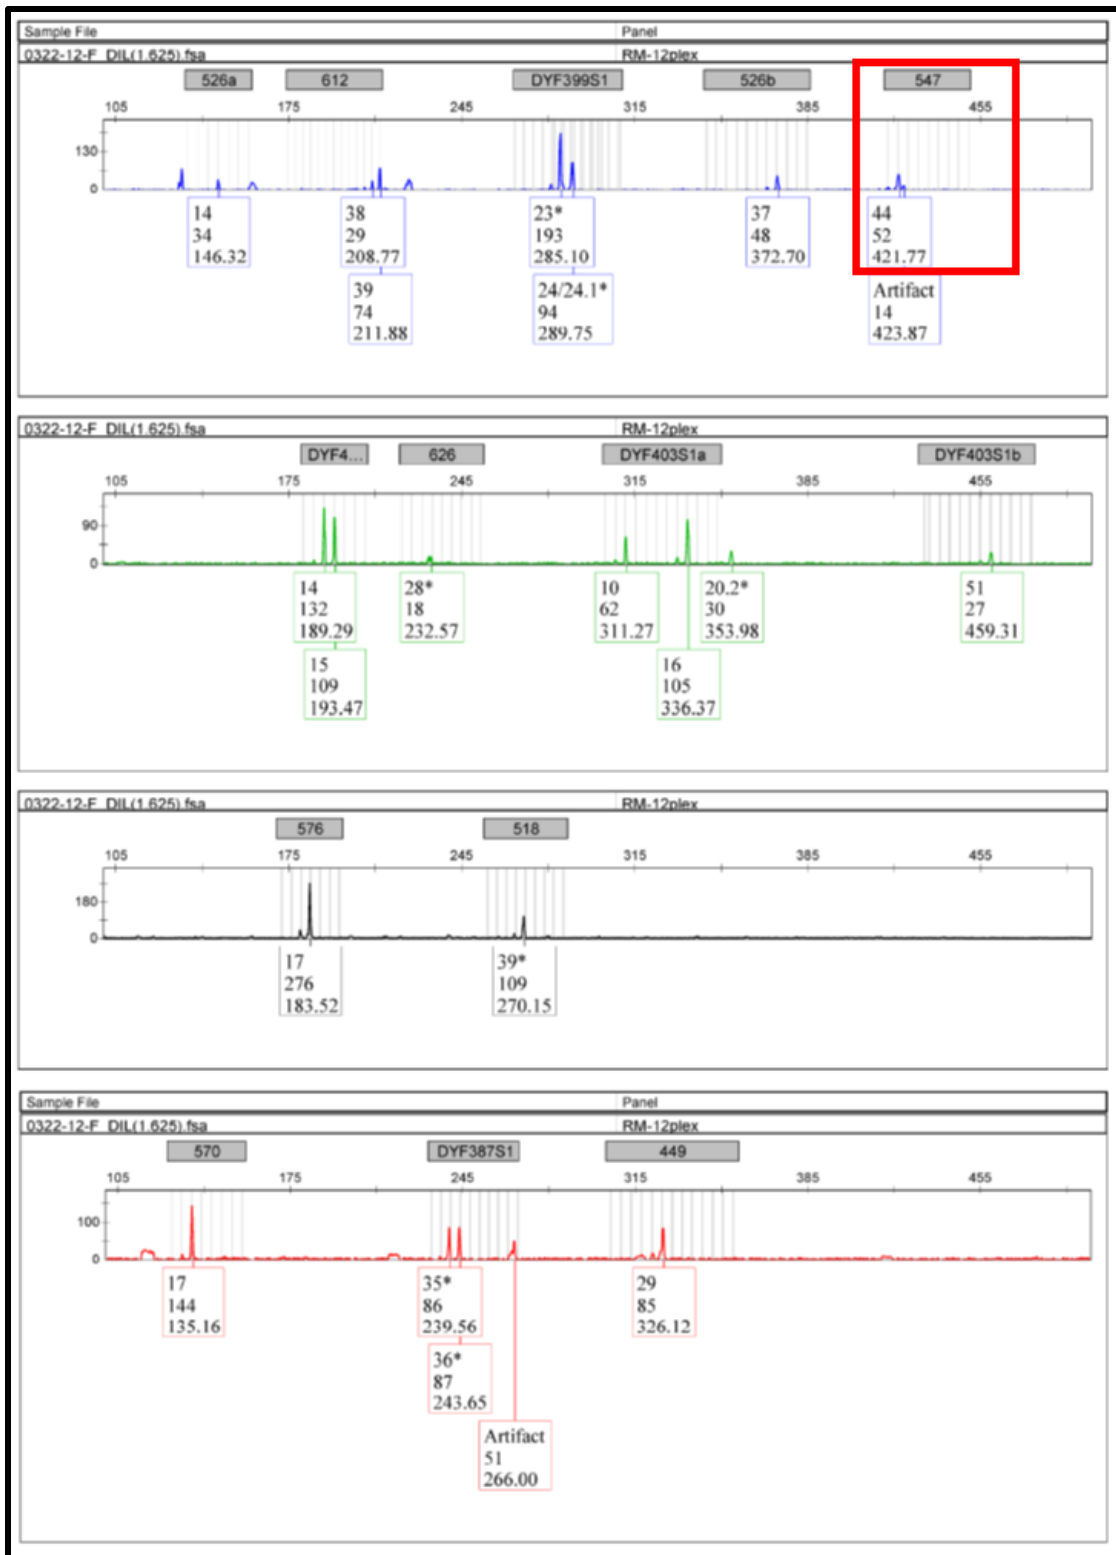 Sample File Panel
0322-12-F DIL(1.625).fsa RM-12plex
526a 612 DYF399S1 526b 547
105 175 245 315 385 455
130
0
14 38 23* 37 44
34 29 193 48 52
146.32 208.77 285.10 372.70 421.77
39 24/24.1* Artifact
74 94 14
211.88 289.75 423.87
0322-12-F DIL(1.625).fsa RM-12plex
DYF4... 626 DYF403S1a DYF403S1b
105 175 245 315 385 455
90
0
14 28* 10 20.2* 51
132 18 62 30 27
189.29 232.57 311.27 353.98 459.31
15 16
109 105
193.47 336.37
0322-12-F DIL(1.625).fsa RM-12plex
576 518
105 175 245 315 385 455
180
0
17 39*
276 109
183.52 270.15
Sample File Panel
0322-12-F DIL(1.625).fsa RM-12plex
570 DYF387S1 449
105 175 245 315 385 455
100
0
17 35* 29
144 86 85
135.16 239.56 326.12
36*
87
243.65
Artifact
51
266.00